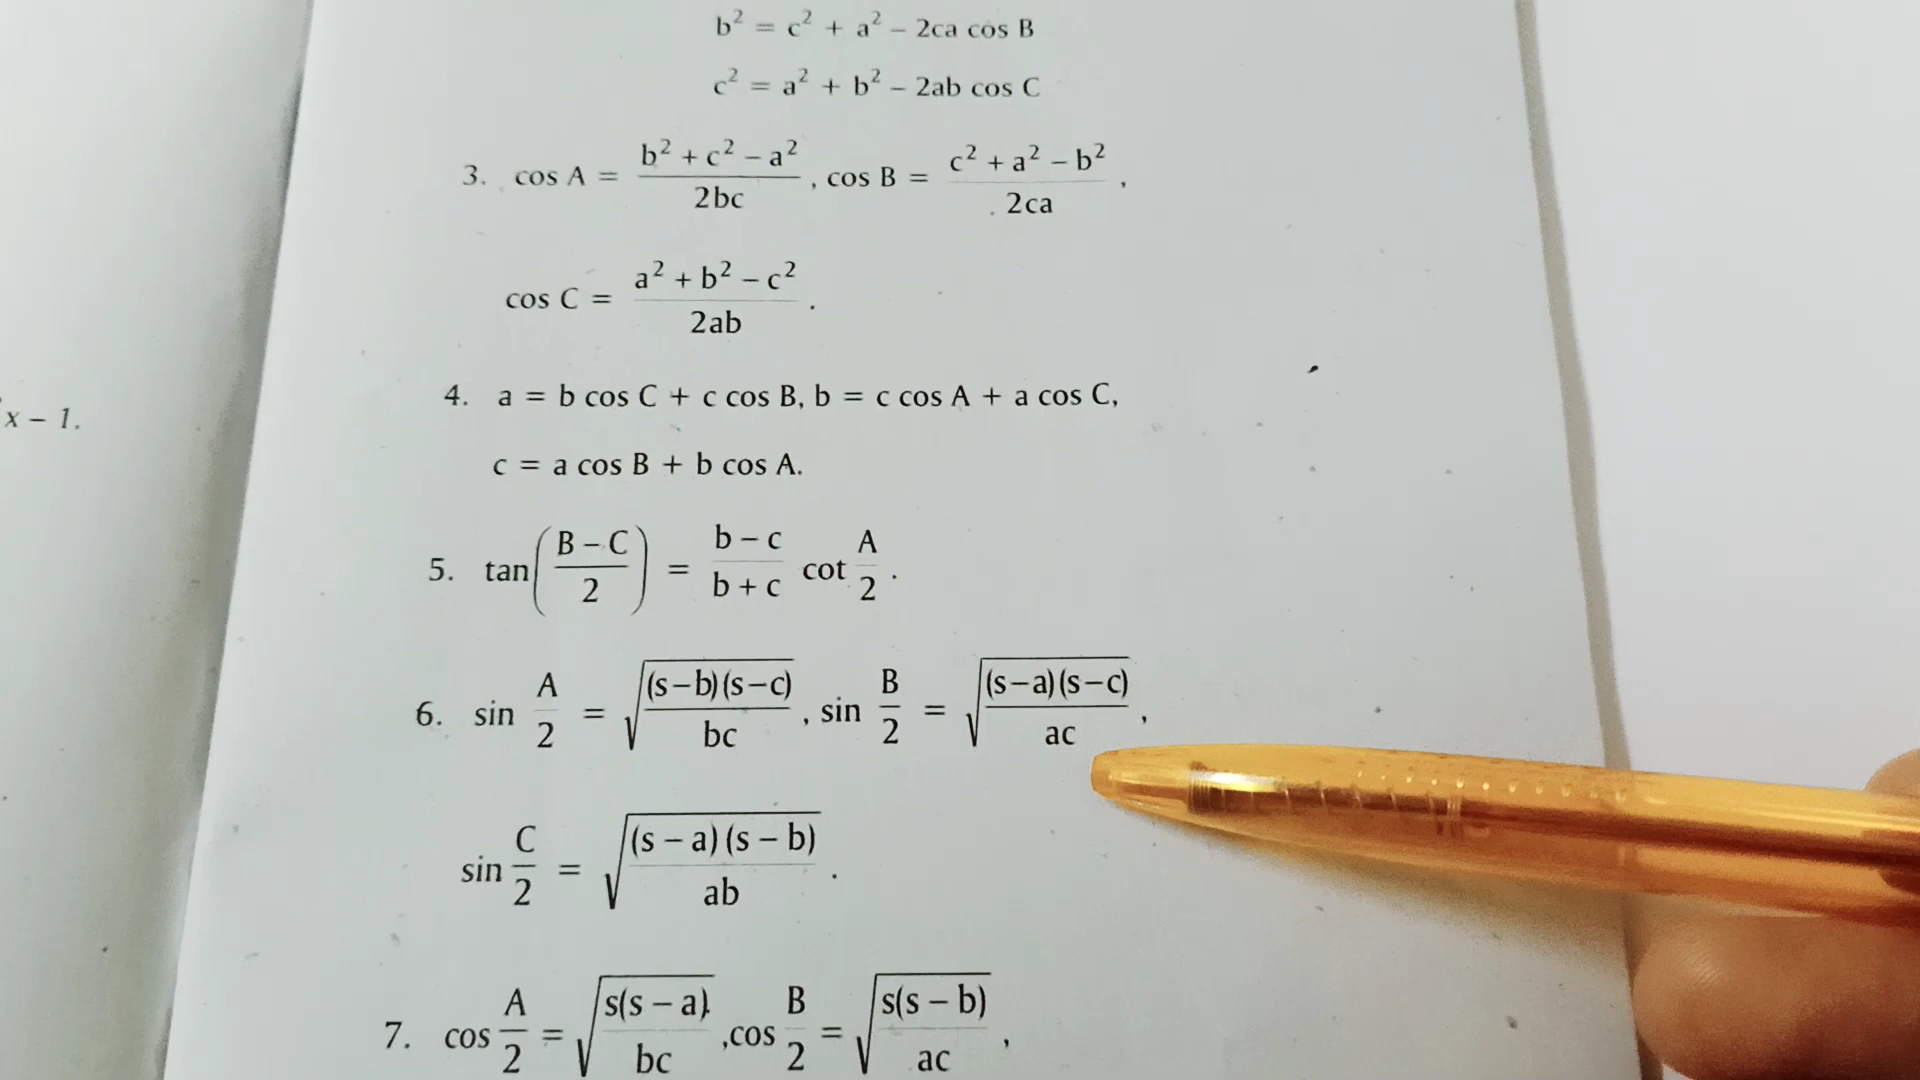 b² = c² + a² – 2ca cos B
c² = a² + b² – 2ab cos C
3. cos A = (b² + c² – a²)/2bc , cos B = (c² + a² – b²)/2ca ,
cos C = (a² + b² – c²)/2ab .
x – 1.
4. a = b cos C + c cos B, b = c cos A + a cos C,
c = a cos B + b cos A.
5. tan((B – C)/2) = (b – c)/(b + c) cot A/2 .
6. sin A/2 = √((s–b)(s–c)/bc) , sin B/2 = √((s–a)(s–c)/ac) ,
sin C/2 = √((s – a)(s – b)/ab) .
7. cos A/2 = √(s(s – a)/bc) ,cos B/2 = √(s(s – b)/ac) ,